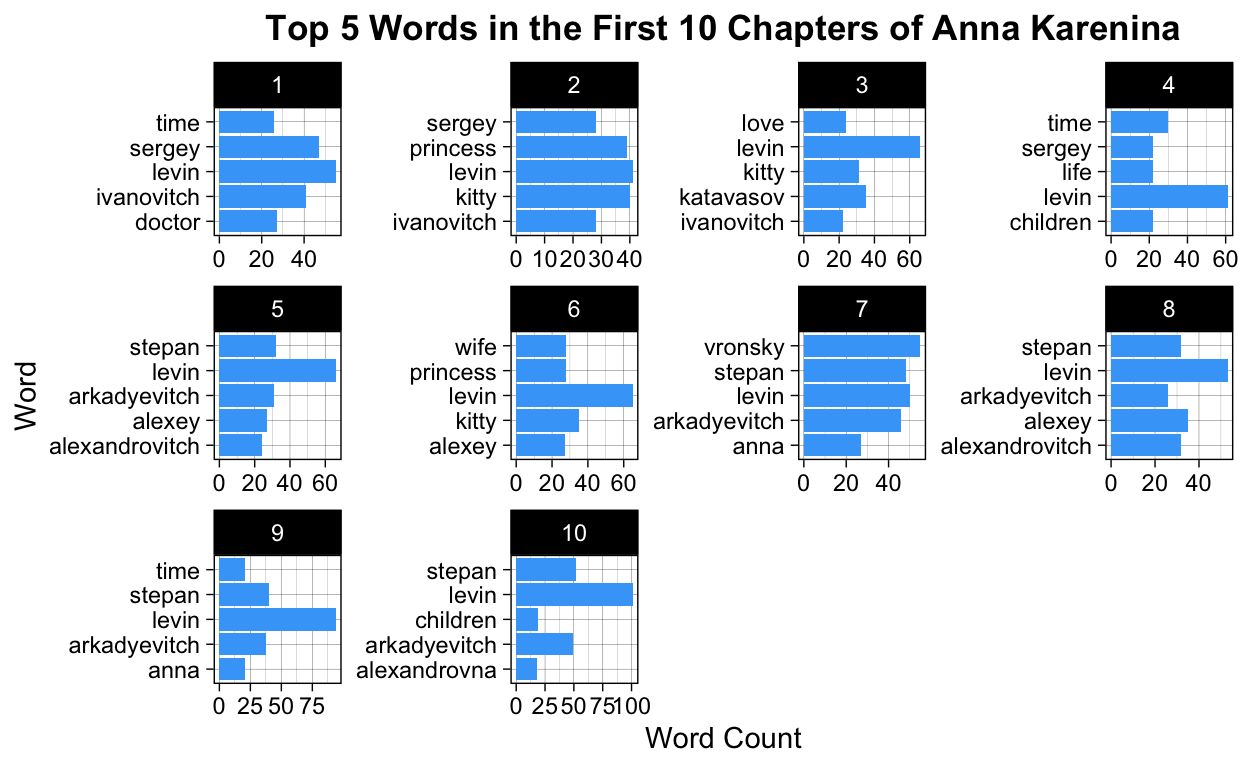 Top 5 Words in the First 10 Chapters of Anna Karenina
Word
1
time
sergey
levin
ivanovitch
doctor
0 20 40
2
sergey
princess
levin
kitty
ivanovitch
0 10 20 30 40
3
love
levin
kitty
katavasov
ivanovitch
0 20 40 60
4
time
sergey
life
levin
children
0 20 40 60
5
stepan
levin
arkadyevitch
alexey
alexandrovitch
0 20 40 60
6
wife
princess
levin
kitty
alexey
0 20 40 60
7
vronsky
stepan
levin
arkadyevitch
anna
0 20 40
8
stepan
levin
arkadyevitch
alexey
alexandrovitch
0 20 40
9
time
stepan
levin
arkadyevitch
anna
0 25 50 75
10
stepan
levin
children
arkadyevitch
alexandrovna
0 25 50 75 100
Word Count